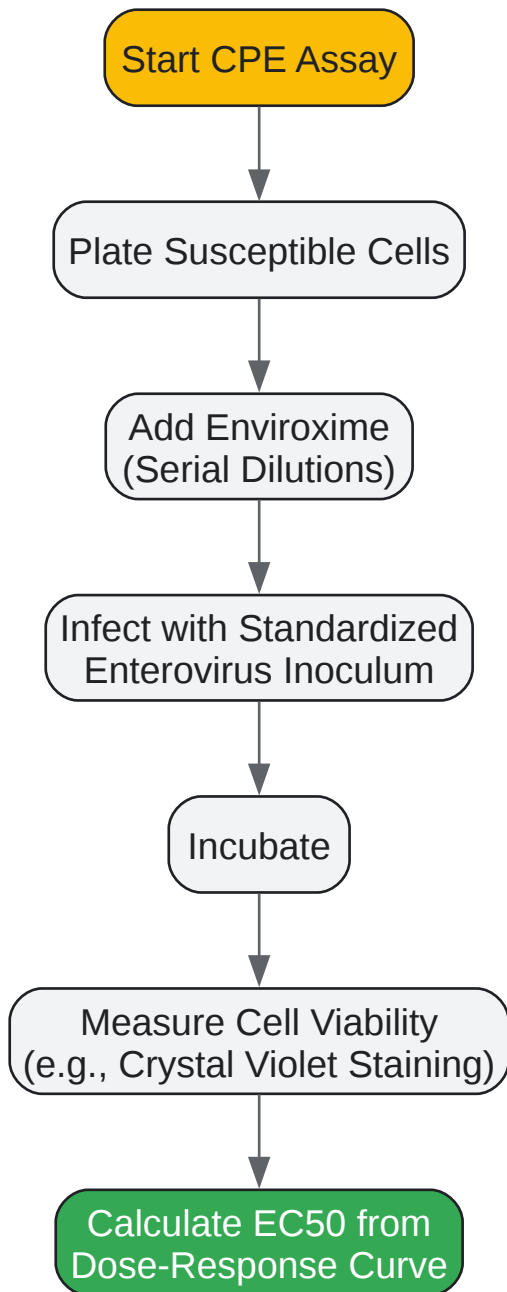 Start CPE Assay
Plate Susceptible Cells
Add Enviroxime
(Serial Dilutions)
Infect with Standardized
Enterovirus Inoculum
Incubate
Measure Cell Viability
(e.g., Crystal Violet Staining)
Calculate EC50 from
Dose-Response Curve